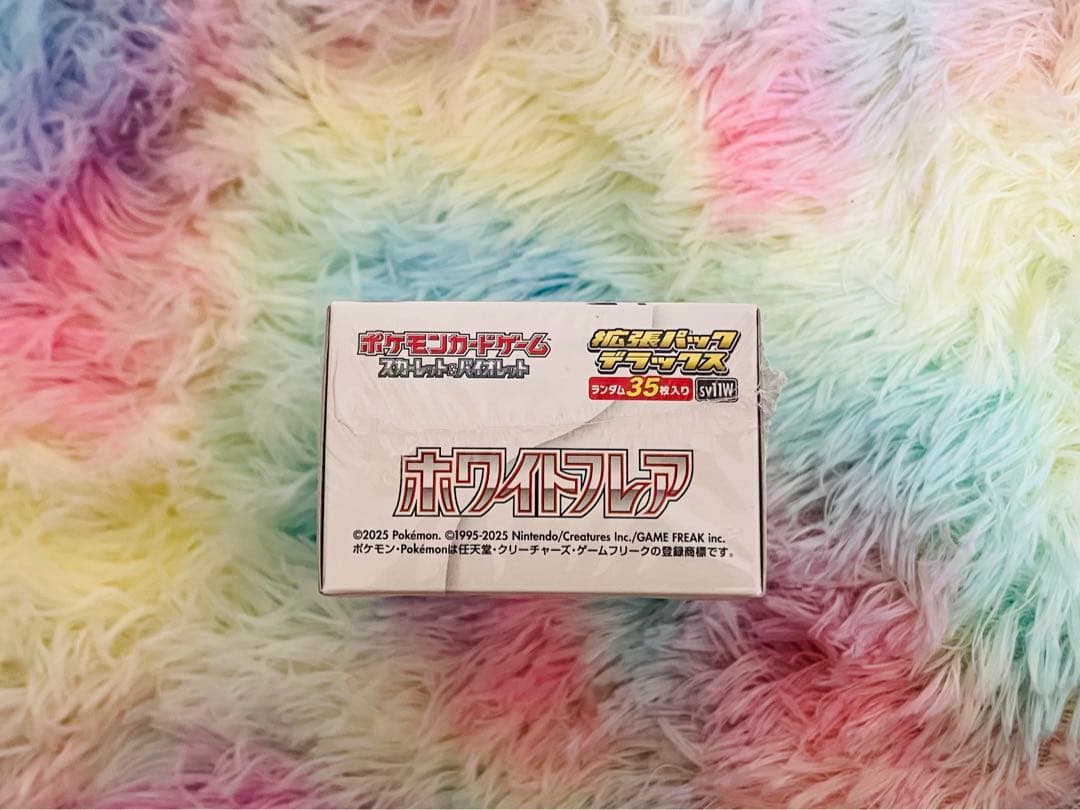 ポケモンカードゲーム
スカーレット&バイオレット
拡張パック
デラックス
ランダム35枚入り SV11W
ホワイトフレア
©2025 Pokémon. ©1995-2025 Nintendo/Creatures Inc./GAME FREAK inc.
ポケモン・Pokémonは任天堂・クリーチャーズ・ゲームフリークの登録商標です。